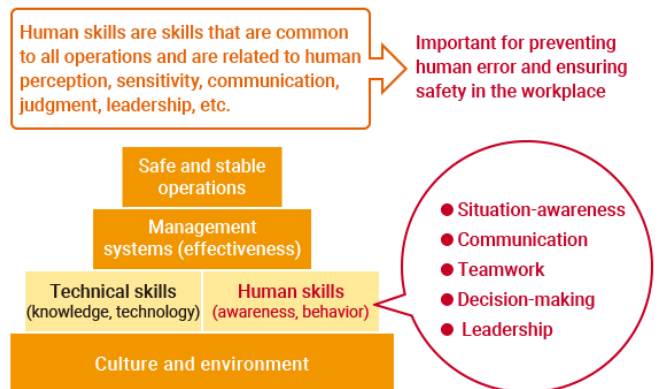 Human skills are skills that are common
to all operations and are related to human
perception, sensitivity, communication,
judgment, leadership, etc.
Important for preventing
human error and ensuring
safety in the workplace
Safe and stable
operations
Management
systems (effectiveness)
Technical skills
(knowledge, technology)
Human skills
(awareness, behavior)
Culture and environment
● Situation-awareness
● Communication
● Teamwork
● Decision-making
● Leadership